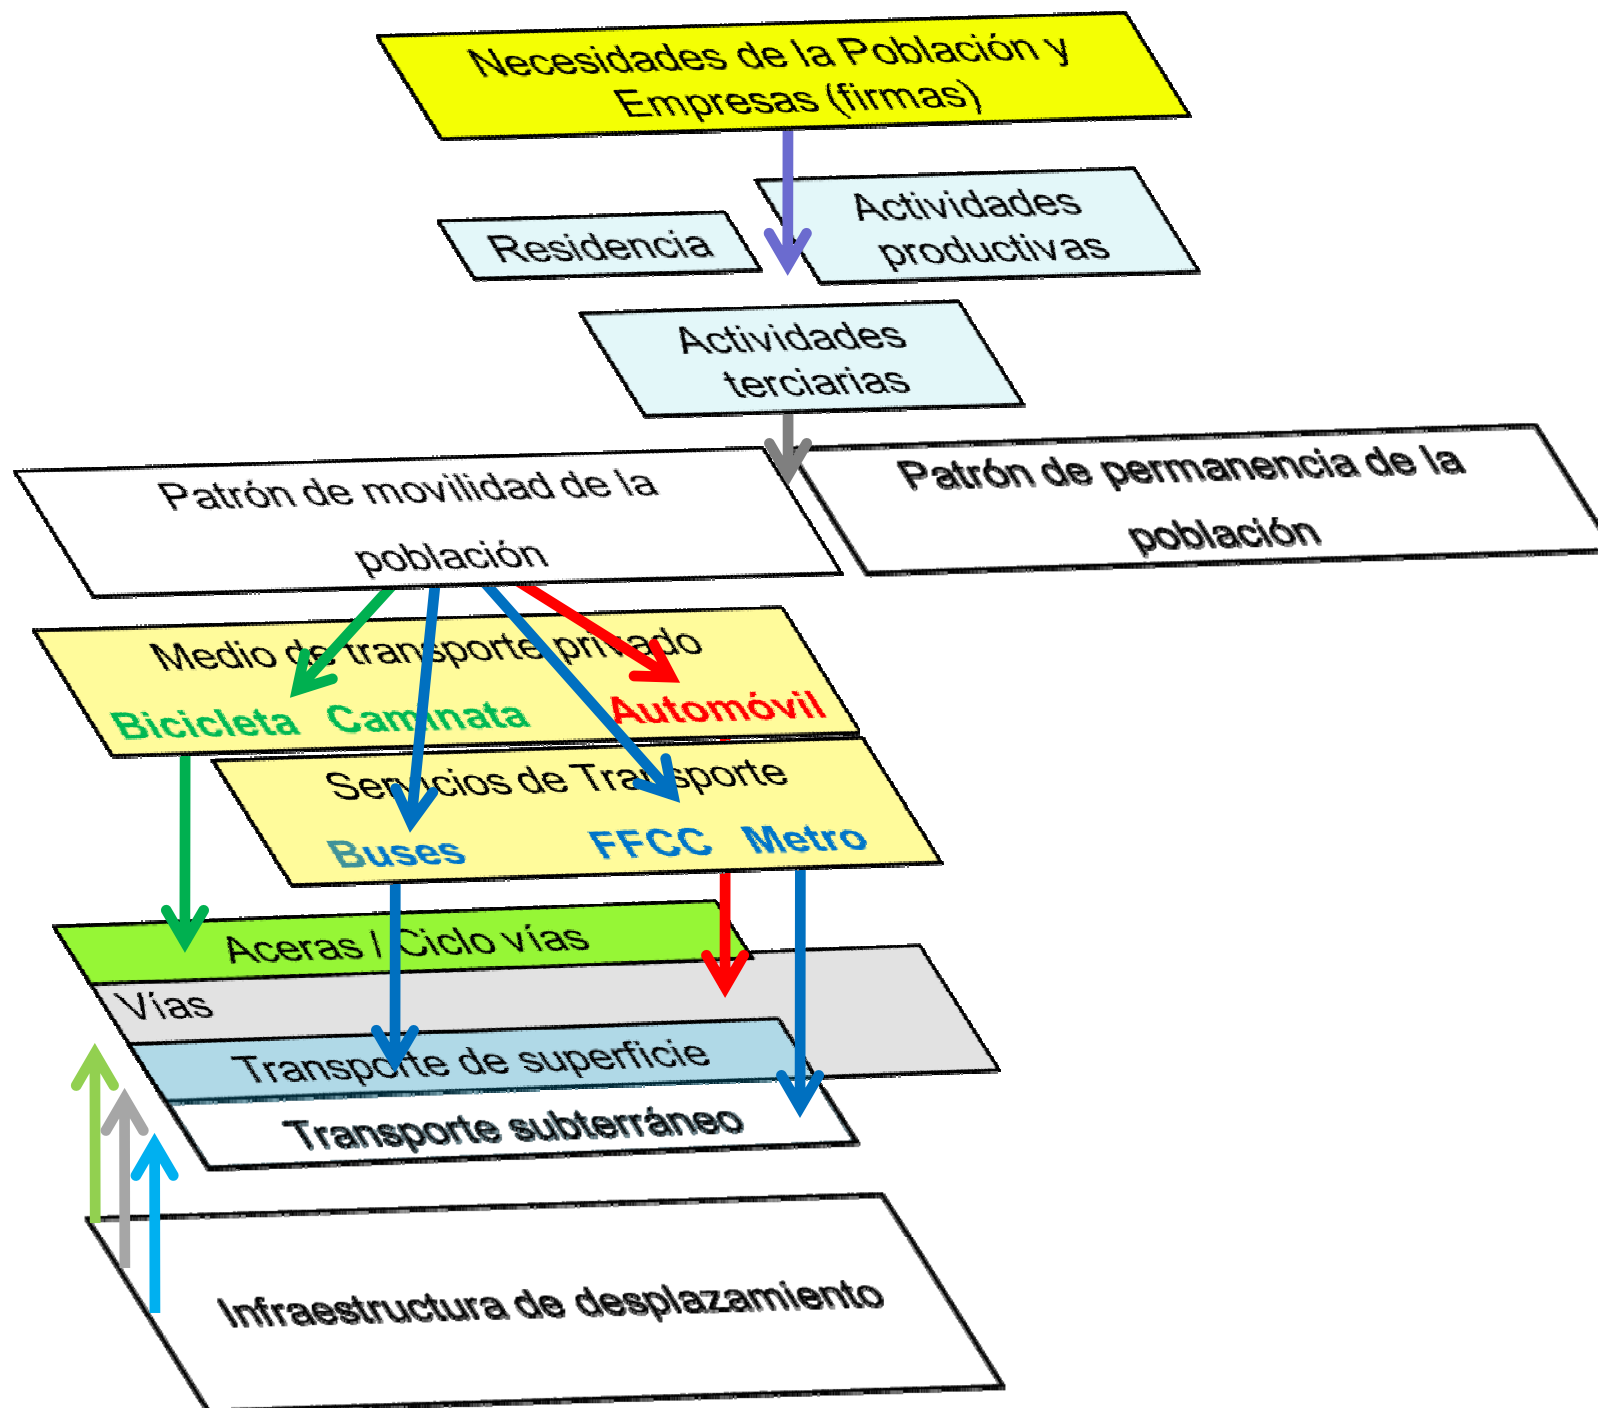 Necesidades de la Población y
Empresas (firmas)
Actividades
productivas
Residencia
Actividades
terciarias
Patrón de movilidad de la
población
Patrón de permanencia de la
población
Medio de transporte privado
Bicicleta Caminata Automóvil
Servicios de Transporte
Buses FFCC Metro
Aceras / Ciclo vías
Vías
Transporte de superficie
Transporte subterráneo
Infraestructura de desplazamiento